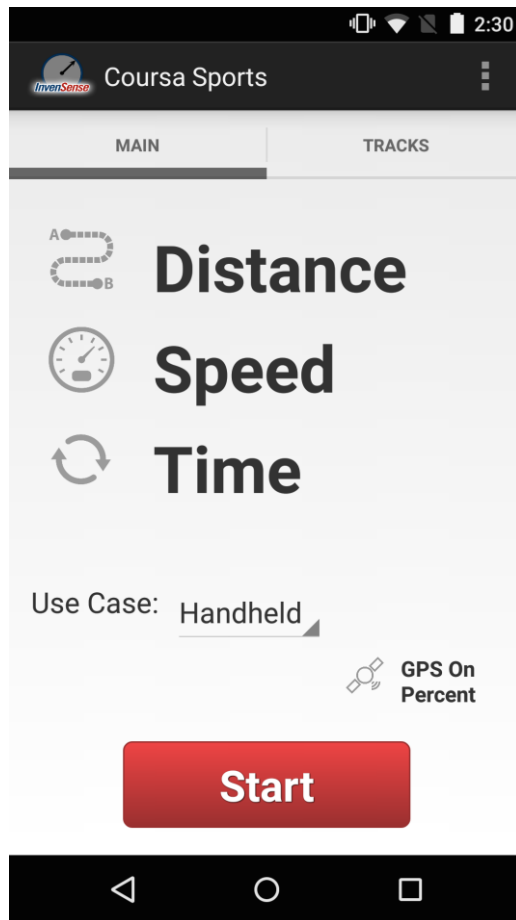 2:30
InvenSense
Coursa Sports
MAIN TRACKS
A
B
Distance
Speed
Time
Use Case: Handheld
GPS On
Percent
Start